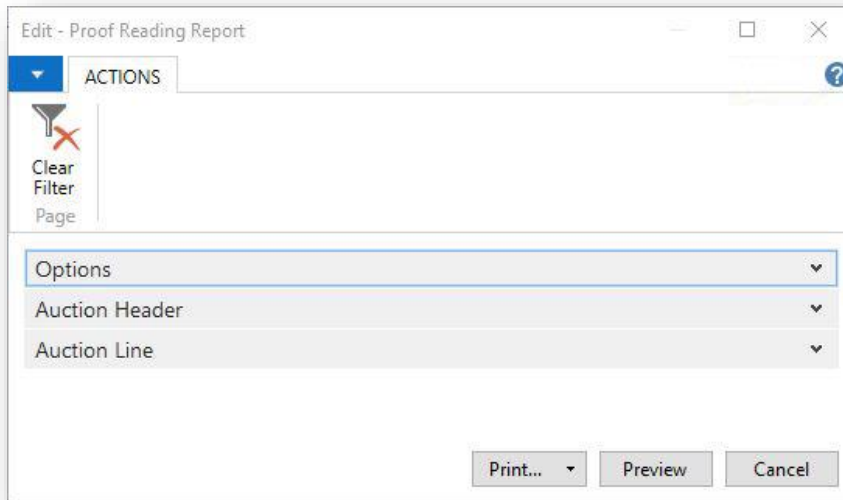 Edit - Proof Reading Report
ACTIONS
?
Clear
Filter
Page
Options
Auction Header
Auction Line
Print...
Preview
Cancel